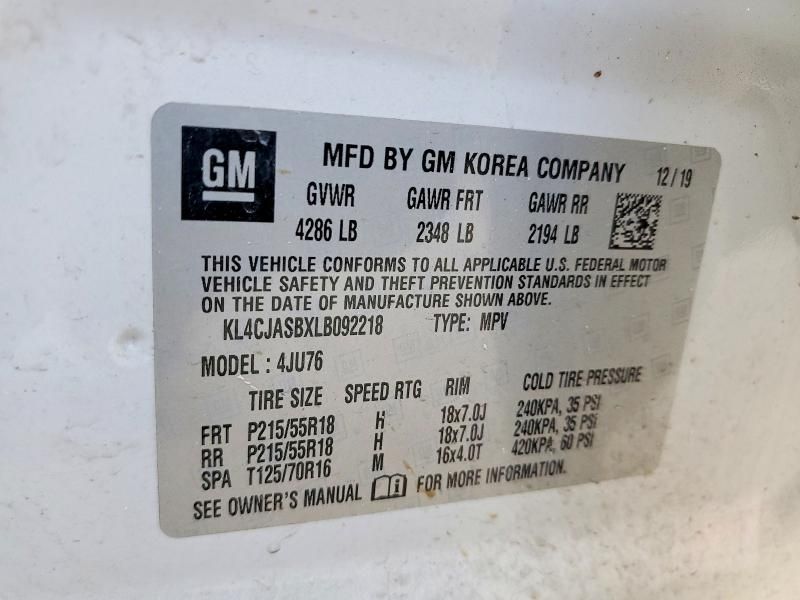 GM
MFD BY GM KOREA COMPANY 12/19
GVWR GAWR FRT GAWR RR
4286 LB 2348 LB 2194 LB
THIS VEHICLE CONFORMS TO ALL APPLICABLE U.S. FEDERAL MOTOR
VEHICLE SAFETY AND THEFT PREVENTION STANDARDS IN EFFECT
ON THE DATE OF MANUFACTURE SHOWN ABOVE.
KL4CJASBXLB092218 TYPE: MPV
MODEL : 4JU76
TIRE SIZE SPEED RTG RIM COLD TIRE PRESSURE
FRT P215/55R18 H 18x7.0J 240KPA, 35 PSI
RR P215/55R18 H 18x7.0J 240KPA, 35 PSI
SPA T125/70R16 M 16x4.0T 420KPA, 60 PSI
SEE OWNER'S MANUAL i FOR MORE INFORMATION.